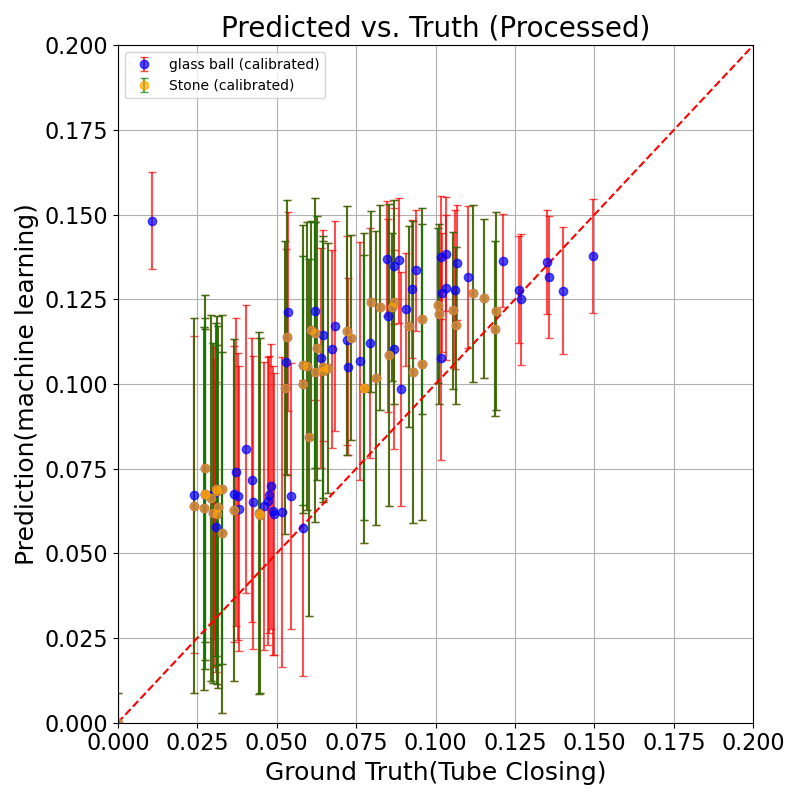 Predicted vs. Truth (Processed)
glass ball (calibrated)
Stone (calibrated)
0.200
0.175
0.150
0.125
0.100
0.075
0.050
0.025
0.000
Prediction(machine learning)
0.000 0.025 0.050 0.075 0.100 0.125 0.150 0.175 0.200
Ground Truth(Tube Closing)